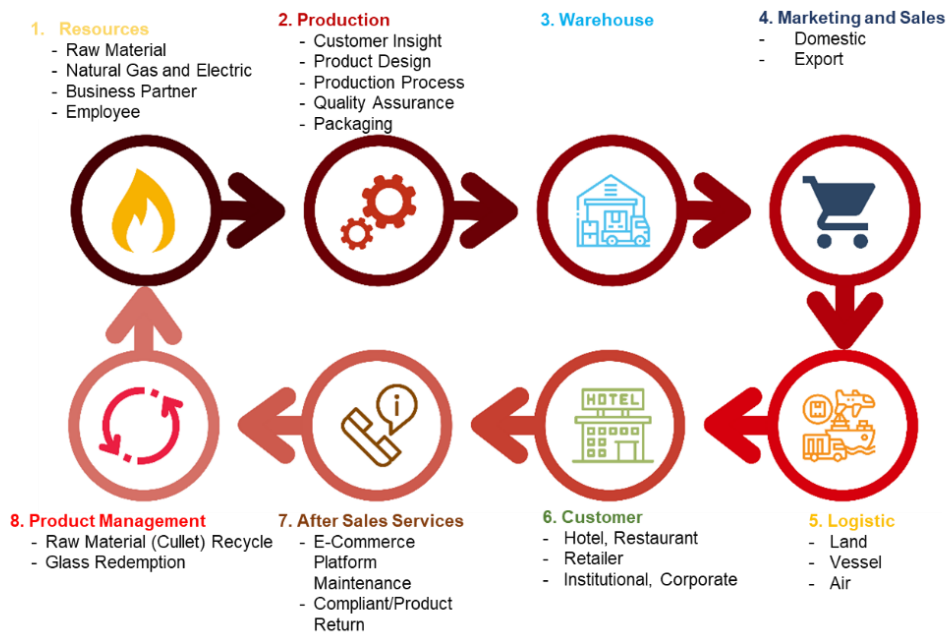 1. Resources
- Raw Material
- Natural Gas and Electric
- Business Partner
- Employee
2. Production
- Customer Insight
- Product Design
- Production Process
- Quality Assurance
- Packaging
3. Warehouse
4. Marketing and Sales
- Domestic
- Export
HOTEL
8. Product Management
- Raw Material (Cullet) Recycle
- Glass Redemption
7. After Sales Services
- E-Commerce
Platform
Maintenance
- Compliant/Product
Return
6. Customer
- Hotel, Restaurant
- Retailer
- Institutional, Corporate
5. Logistic
- Land
- Vessel
- Air